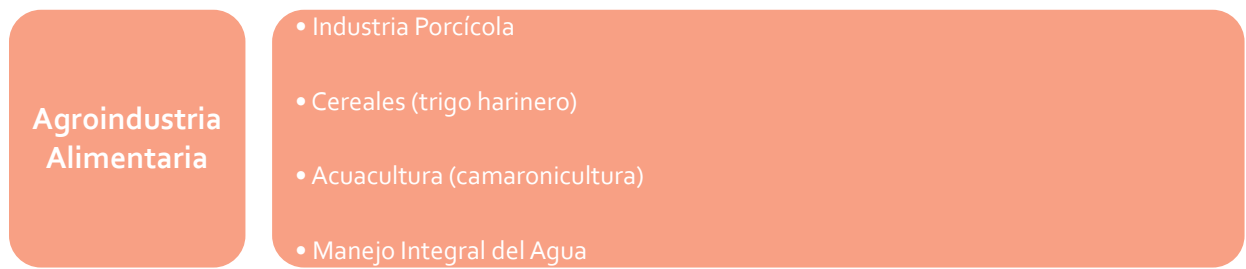 Agroindustria
Alimentaria
• Industria Porcícola
• Cereales (trigo harinero)
• Acuacultura (camaronicultura)
• Manejo Integral del Agua